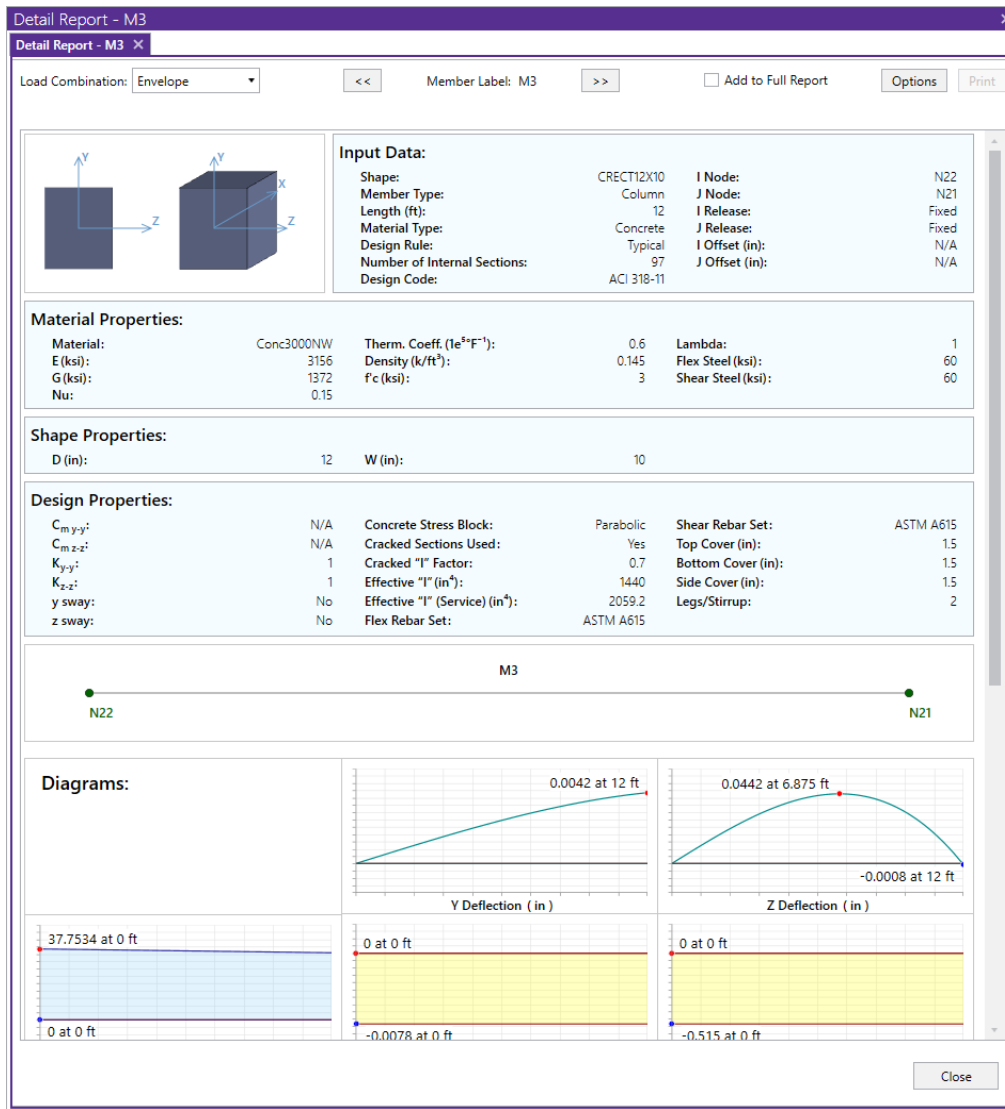 Detail Report - M3
Detail Report - M3 ×
Load Combination: Envelope << Member Label: M3 >> Add to Full Report Options Print
Y Z
Y X Z
Input Data:
Shape: CRECT12X10 I Node: N22
Member Type: Column J Node: N21
Length (ft): 12 I Release: Fixed
Material Type: Concrete J Release: Fixed
Design Rule: Typical I Offset (in): N/A
Number of Internal Sections: 97 J Offset (in): N/A
Design Code: ACI 318-11
Material Properties:
Material: Conc3000NW Therm. Coeff. (1e⁵°F⁻¹): 0.6 Lambda: 1
E (ksi): 3156 Density (k/ft³): 0.145 Flex Steel (ksi): 60
G (ksi): 1372 f'c (ksi): 3 Shear Steel (ksi): 60
Nu: 0.15
Shape Properties:
D (in): 12 W (in): 10
Design Properties:
C m y-y: N/A Concrete Stress Block: Parabolic Shear Rebar Set: ASTM A615
C m z-z: N/A Cracked Sections Used: Yes Top Cover (in): 1.5
K y-y: 1 Cracked "I" Factor: 0.7 Bottom Cover (in): 1.5
K z-z: 1 Effective "I" (in⁴): 1440 Side Cover (in): 1.5
y sway: No Effective "I" (Service) (in⁴): 2059.2 Legs/Stirrup: 2
z sway: No Flex Rebar Set: ASTM A615
M3
N22 N21
Diagrams:
0.0042 at 12 ft
Y Deflection ( in )
0.0442 at 6.875 ft
-0.0008 at 12 ft
Z Deflection ( in )
37.7534 at 0 ft
0 at 0 ft
0 at 0 ft
-0.0078 at 0 ft
0 at 0 ft
-0.515 at 0 ft
Close